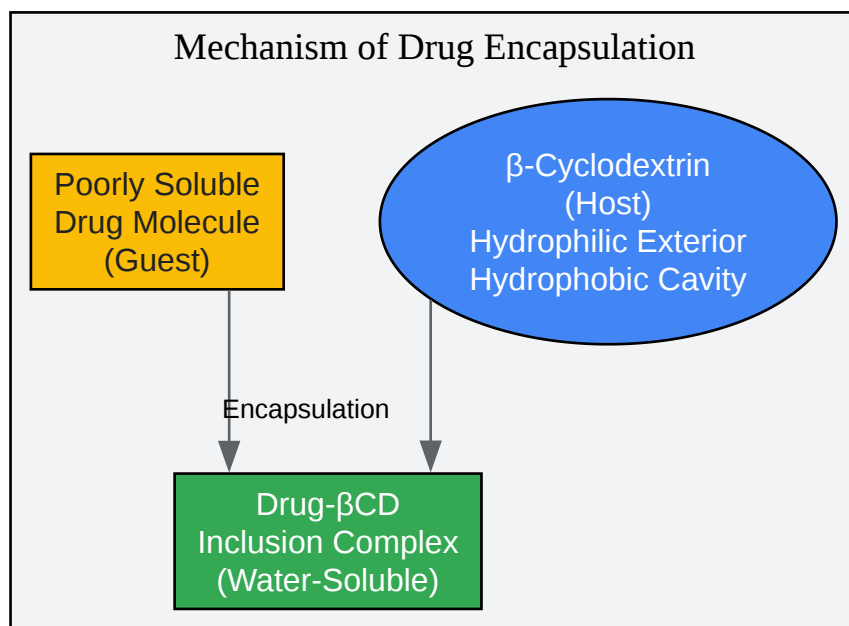 Mechanism of Drug Encapsulation
Poorly Soluble
Drug Molecule
(Guest)
β-Cyclodextrin
(Host)
Hydrophilic Exterior
Hydrophobic Cavity
Encapsulation
Drug-βCD
Inclusion Complex
(Water-Soluble)